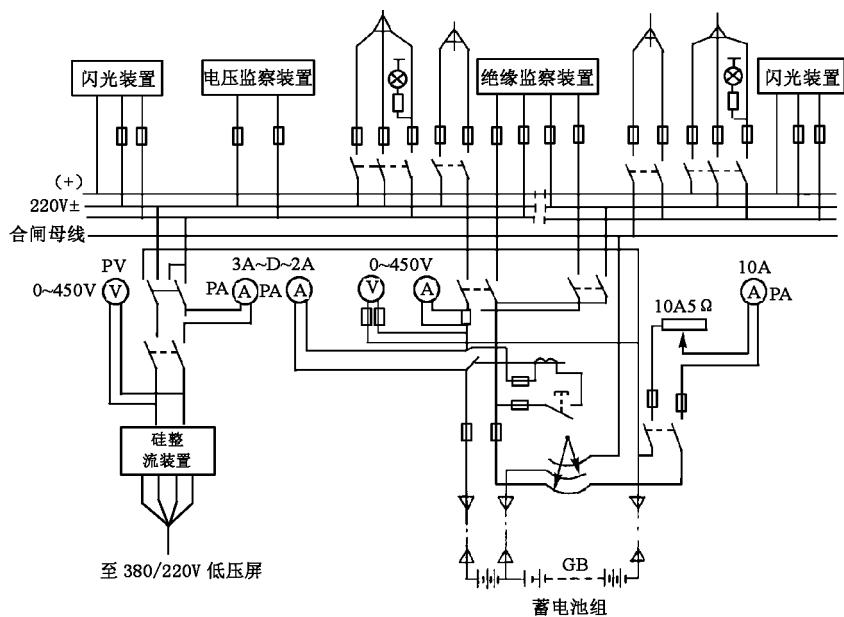 闪光装置
电压监察装置
绝缘监察装置
闪光装置
(+)
220V±
合闸母线
PV
0~450V
V
PA
A
3A~D~2A
PA
A
0~450V
V
A
10A
A
PA
10A5Ω
硅整
流装置
至 380/220V 低压屏
GB
蓄电池组